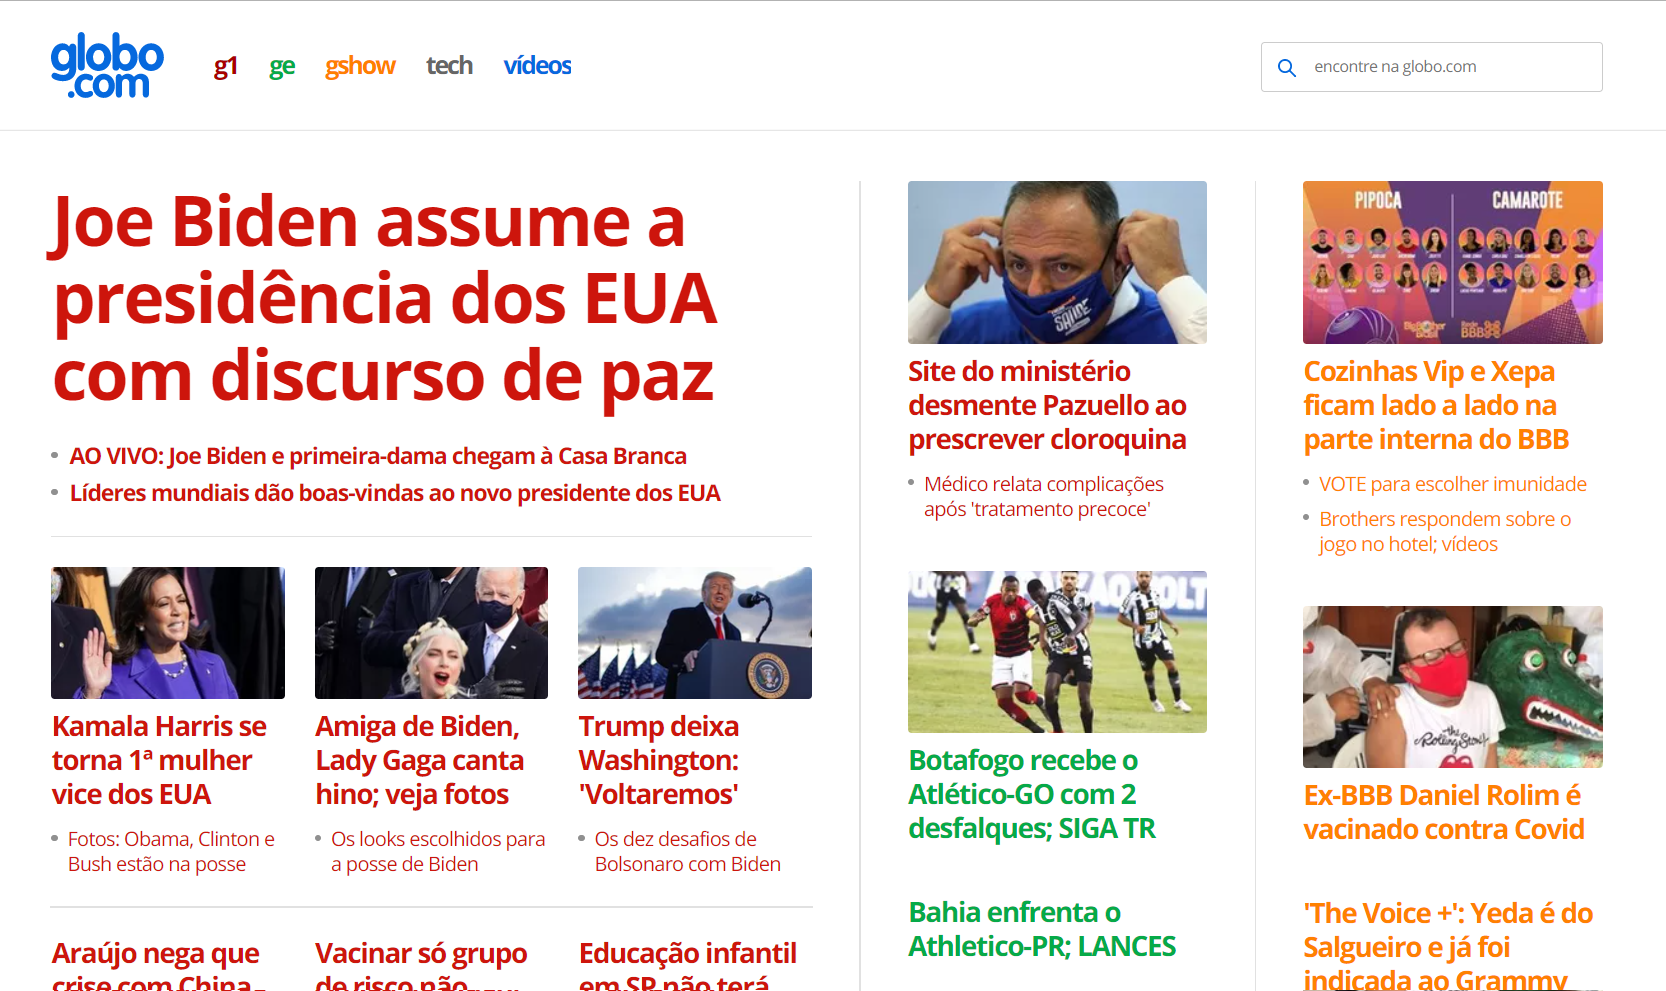 globo
.com
g1
ge
gshow
tech
vídeos
encontre na globo.com
Joe Biden assume a
presidência dos EUA
com discurso de paz
AO VIVO: Joe Biden e primeira-dama chegam à Casa Branca
Líderes mundiais dão boas-vindas ao novo presidente dos EUA
Kamala Harris se
torna 1ª mulher
vice dos EUA
Fotos: Obama, Clinton e
Bush estão na posse
Amiga de Biden,
Lady Gaga canta
hino; veja fotos
Os looks escolhidos para
a posse de Biden
Trump deixa
Washington:
'Voltaremos'
Os dez desafios de
Bolsonaro com Biden
Araújo nega que
crise com China
Vacinar só grupo
de risco não
Educação infantil
em SP não terá
SAÚDE
Site do ministério
desmente Pazuello ao
prescrever cloroquina
Médico relata complicações
após 'tratamento precoce'
Botafogo recebe o
Atlético-GO com 2
desfalques; SIGA TR
Bahia enfrenta o
Athletico-PR; LANCES
PIPOCA
CAMAROTE
Cozinhas Vip e Xepa
ficam lado a lado na
parte interna do BBB
VOTE para escolher imunidade
Brothers respondem sobre o
jogo no hotel; vídeos
the
Rolling Stones
Ex-BBB Daniel Rolim é
vacinado contra Covid
'The Voice +': Yeda é do
Salgueiro e já foi
indicada ao Grammy